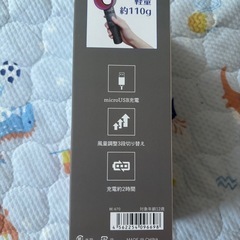 軽量
約110g
microUSB充電
風量調整3段切り替え
充電約2時間
4562254096698
MADE IN CHINA